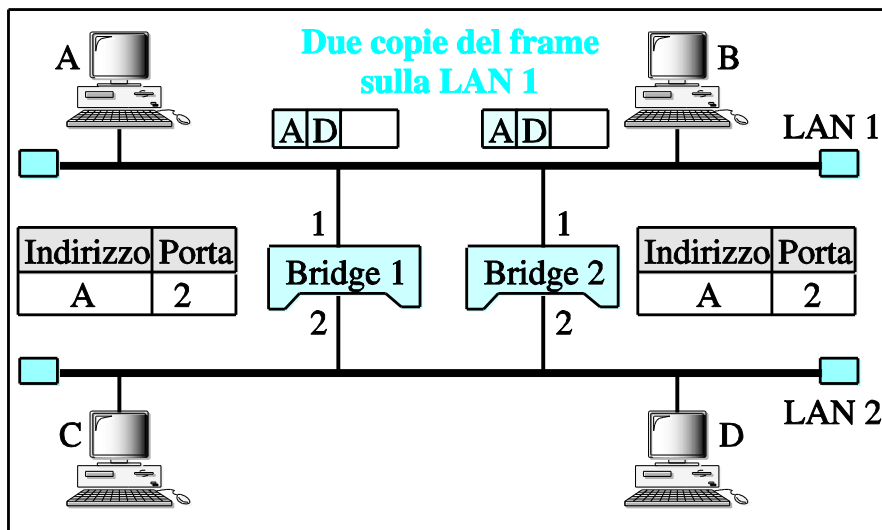 Due copie del frame
sulla LAN 1
A
B
A D
A D
LAN 1
1
1
Indirizzo Porta
A 2
Bridge 1
Bridge 2
Indirizzo Porta
A 2
2
2
C
D
LAN 2